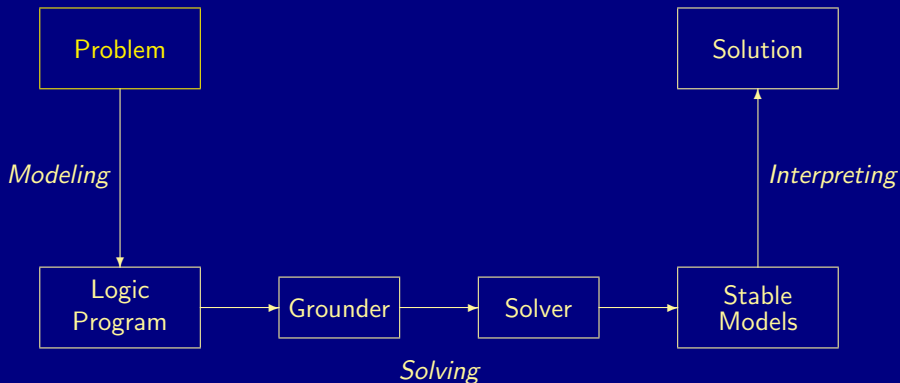 Problem
Solution
Modeling
Interpreting
Logic
Program
Grounder
Solver
Stable
Models
Solving